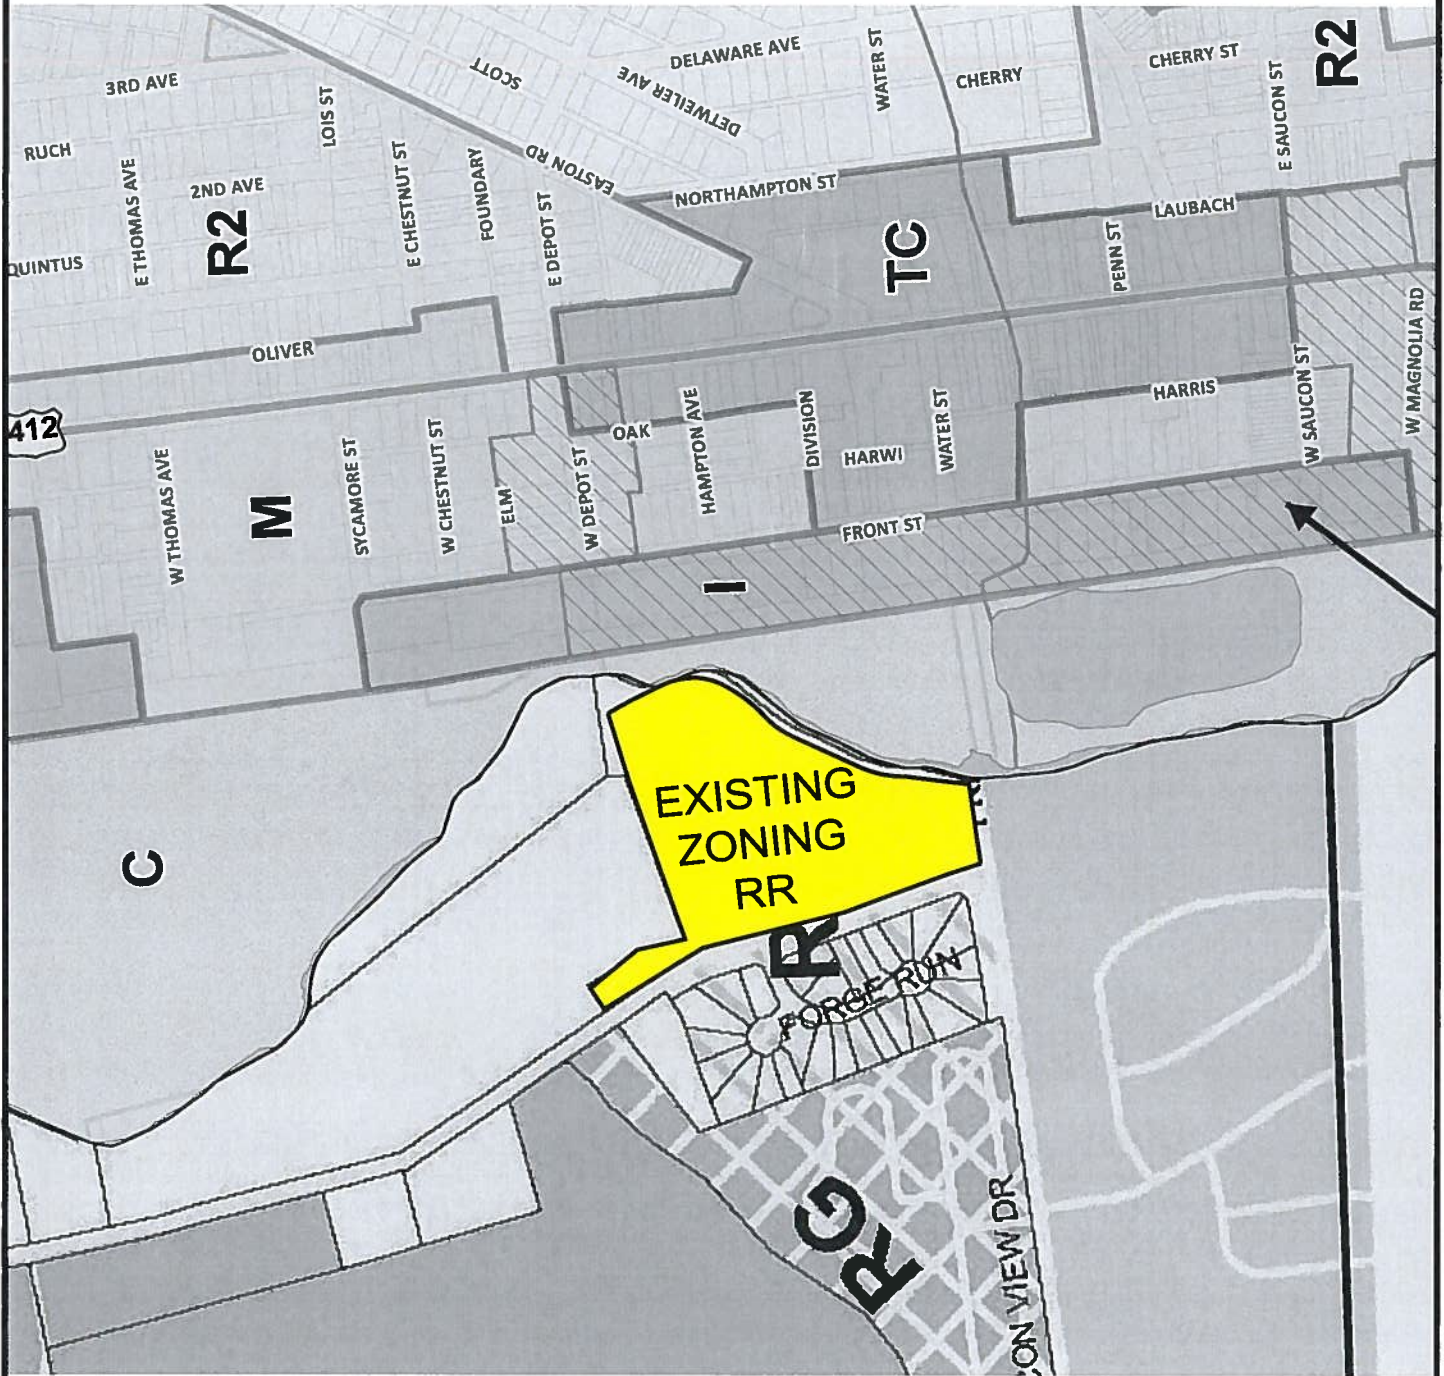 DELAWARE AVE
WATER ST
CHERRY
CHERRY ST
R2
3RD AVE
SCOTT
DETWEILER AVE
LOIS ST
E SAUCON ST
RUCH
EASTON RD
E THOMAS AVE
2ND AVE
E CHESTNUT ST
FOUNDARY
NORTHAMPTON ST
LAUBACH
R2
E DEPOT ST
TC
PENN ST
QUINTUS
OLIVER
W MAGNOLIA RD
412
OAK
HAMPTON AVE
DIVISION
HARWI
WATER ST
HARRIS
W SAUCON ST
W THOMAS AVE
M
SYCAMORE ST
W CHESTNUT ST
ELM
W DEPOT ST
FRONT ST
I
EXISTING
ZONING
RR
C
R
FORGE RUN
RG
CON VIEW DR